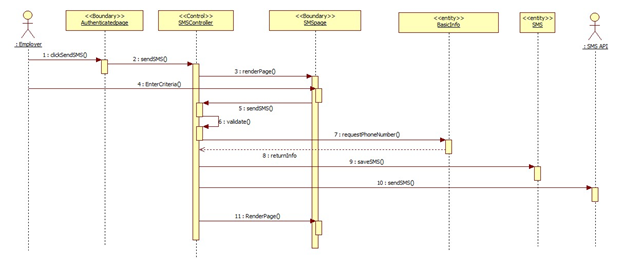 <<Boundary>>
Authenticatedpage
<<Control>>
SMSController
<<Boundary>>
SMSpage
<<entity>>
BasicInfo
<<entity>>
SMS
: Employer
: SMS API
1 : clickSendSMS()
2 : sendSMS()
3 : renderPage()
4 : EnterCriteria()
5 : sendSMS()
6 : validate()
7 : requestPhoneNumber()
8 : returnInfo
9 : saveSMS()
10 : sendSMS()
11 : RenderPage()